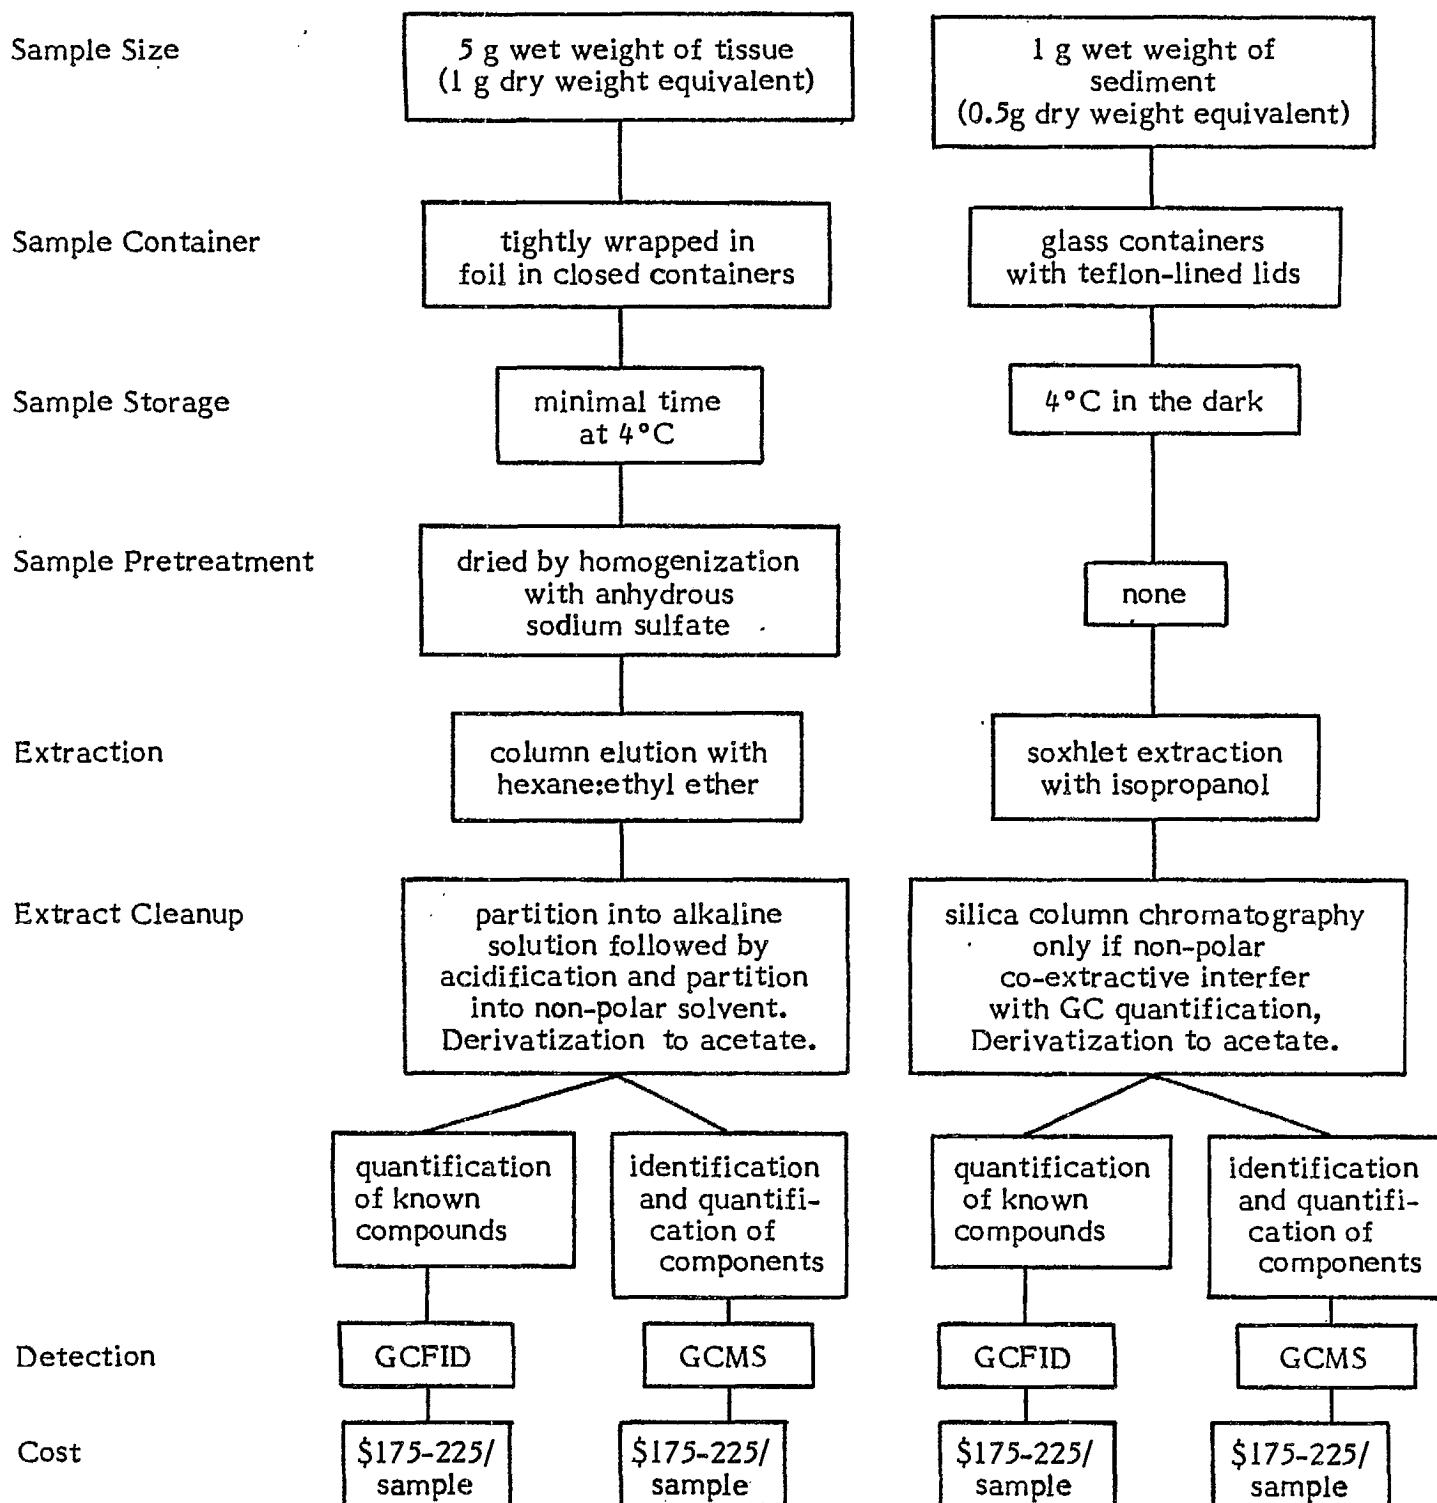 Sample Size
5 g wet weight of tissue
(1 g dry weight equivalent)
1 g wet weight of
sediment
(0.5g dry weight equivalent)
Sample Container
tightly wrapped in
foil in closed containers
glass containers
with teflon-lined lids
Sample Storage
minimal time
at 4°C
4°C in the dark
Sample Pretreatment
dried by homogenization
with anhydrous
sodium sulfate
none
Extraction
column elution with
hexane:ethyl ether
soxhlet extraction
with isopropanol
Extract Cleanup
partition into alkaline
solution followed by
acidification and partition
into non-polar solvent.
Derivatization to acetate.
silica column chromatography
only if non-polar
co-extractive interfer
with GC quantification,
Derivatization to acetate.
quantification
of known
compounds
identification
and quantifi-
cation of
components
quantification
of known
compounds
identification
and quantifi-
cation of
components
Detection
GCFID
GCMS
GCFID
GCMS
Cost
$175-225/
sample
$175-225/
sample
$175-225/
sample
$175-225/
sample